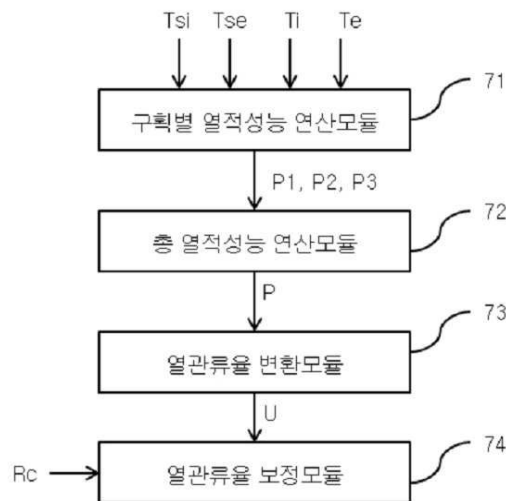 Tsi Tse Ti Te
71
구획별 열적성능 연산모듈
P1, P2, P3
72
총 열적성능 연산모듈
P
73
열관류율 변환모듈
U
74
Rc
열관류율 보정모듈